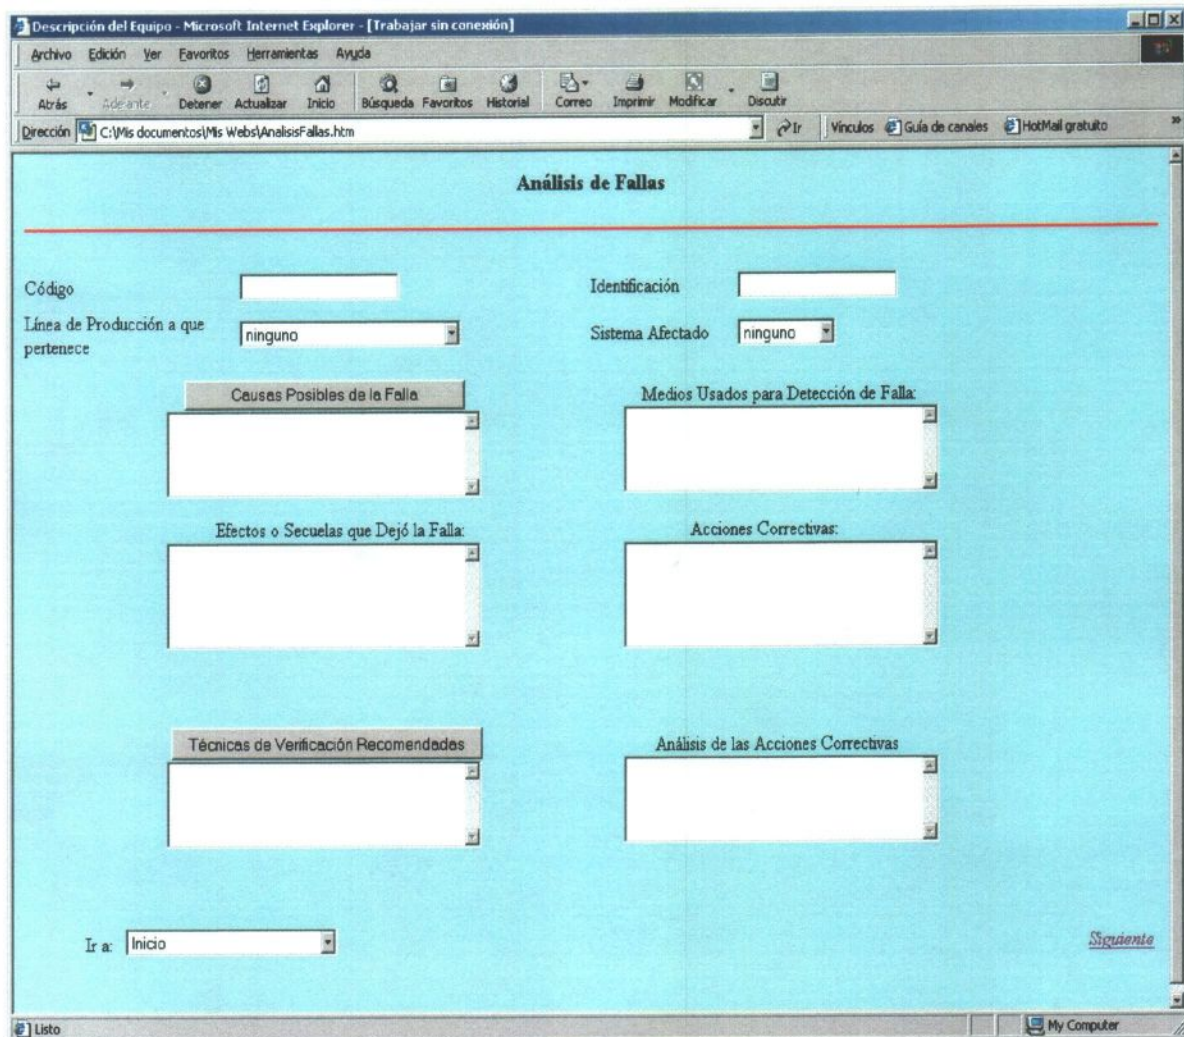 Descripción del Equipo - Microsoft Internet Explorer - [Trabajar sin conexión]
Archivo Edición Ver Favoritos Herramientas Ayuda
Atrás Adelante Detener Actualizar Inicio Búsqueda Favoritos Historial Correo Imprimir Modificar Discutir
Dirección C:\Mis documentos\Mis Webs\AnalisisFallas.htm Ir Vínculos Guía de canales HotMail gratuito »
Análisis de Fallas
Código Identificación
Línea de Producción a que pertenece ninguno Sistema Afectado ninguno
Causas Posibles de la Falla Medios Usados para Detección de Falla:
Efectos o Secuelas que Dejó la Falla: Acciones Correctivas:
Técnicas de Verificación Recomendadas Análisis de las Acciones Correctivas
Ir a: Inicio Siguiente
Listo My Computer